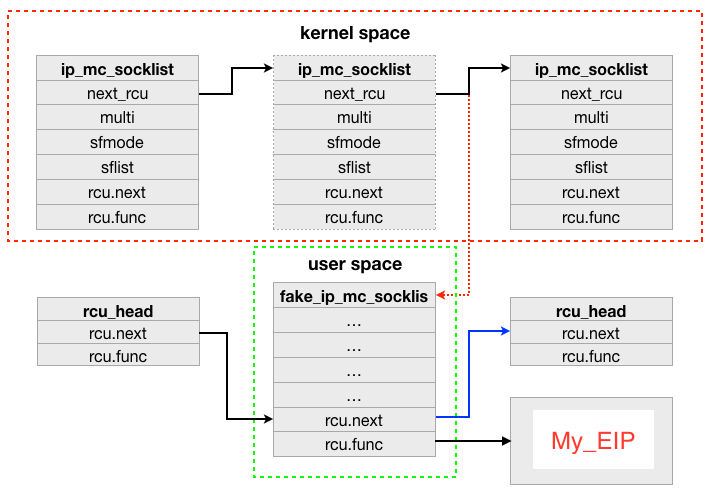 kernel space
ip_mc_socklist
next_rcu
multi
sfmode
sflist
rcu.next
rcu.func
ip_mc_socklist
next_rcu
multi
sfmode
sflist
rcu.next
rcu.func
ip_mc_socklist
next_rcu
multi
sfmode
sflist
rcu.next
rcu.func
user space
rcu_head
rcu.next
rcu.func
fake_ip_mc_socklis
...
...
...
...
rcu.next
rcu.func
rcu_head
rcu.next
rcu.func
My_EIP